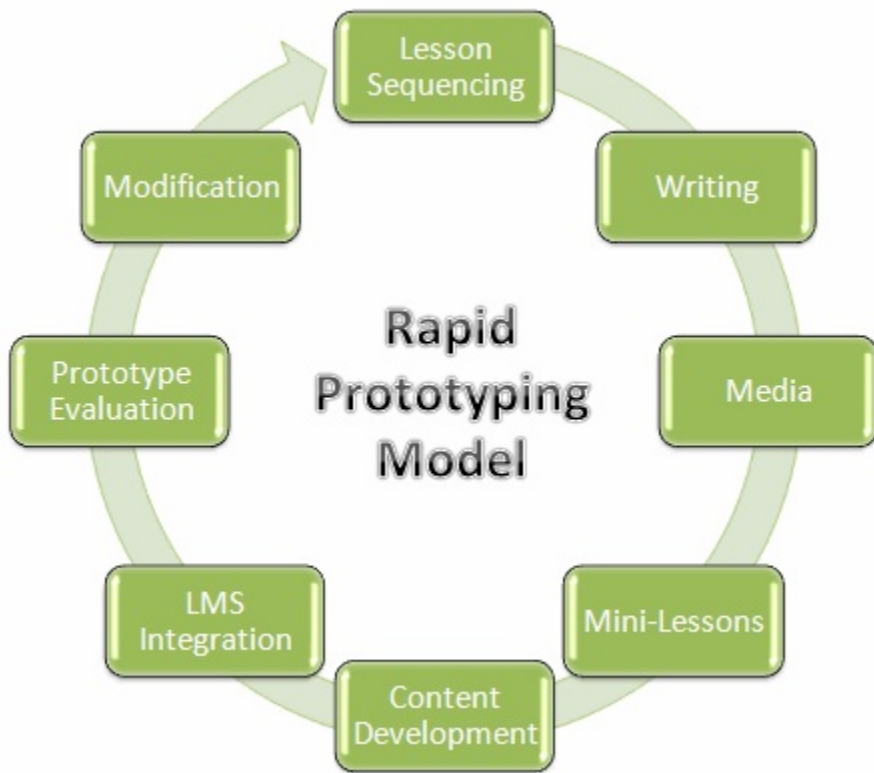 Lesson
Sequencing
Writing
Media
Mini-Lessons
Content
Development
LMS
Integration
Prototype
Evaluation
Modification
Rapid
Prototyping
Model